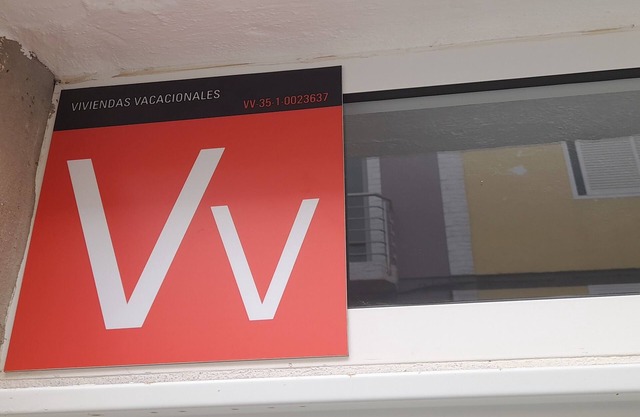 VIVIENDAS VACACIONALES
VV-35-1-0023637
Vv